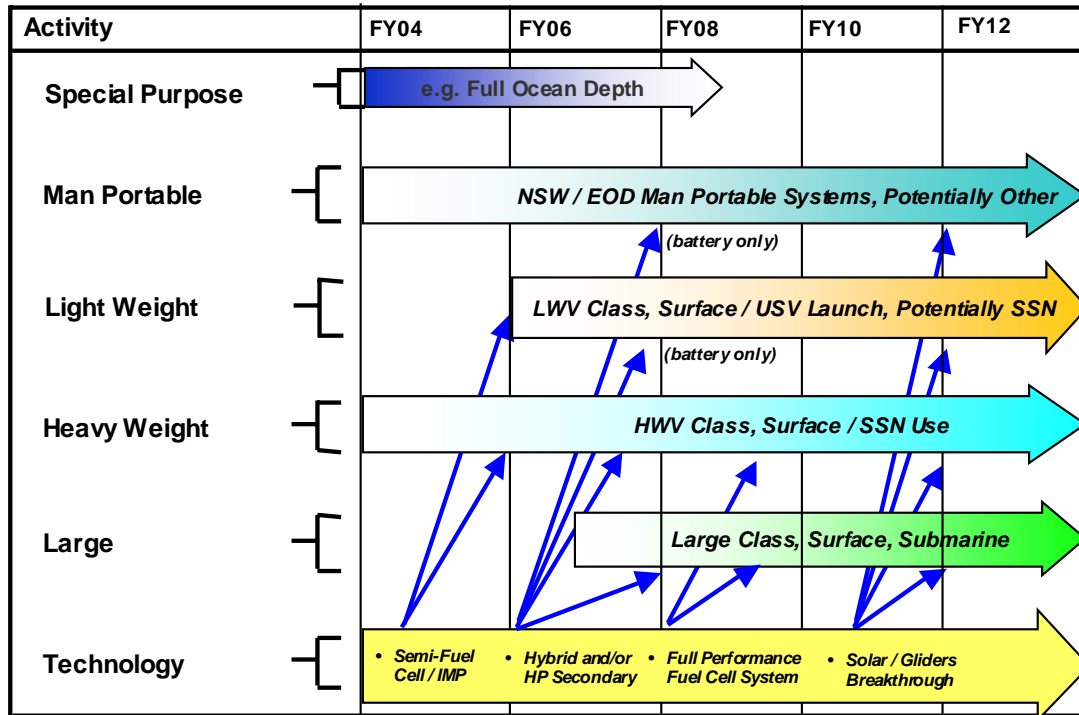 Activity FY04 FY06 FY08 FY10 FY12
Special Purpose
e.g. Full Ocean Depth
Man Portable
NSW / EOD Man Portable Systems, Potentially Other
(battery only)
Light Weight
LWV Class, Surface / USV Launch, Potentially SSN
(battery only)
Heavy Weight
HWV Class, Surface / SSN Use
Large
Large Class, Surface, Submarine
Technology
• Semi-Fuel
Cell / IMP
• Hybrid and/or
HP Secondary
• Full Performance
Fuel Cell System
• Solar / Gliders
Breakthrough